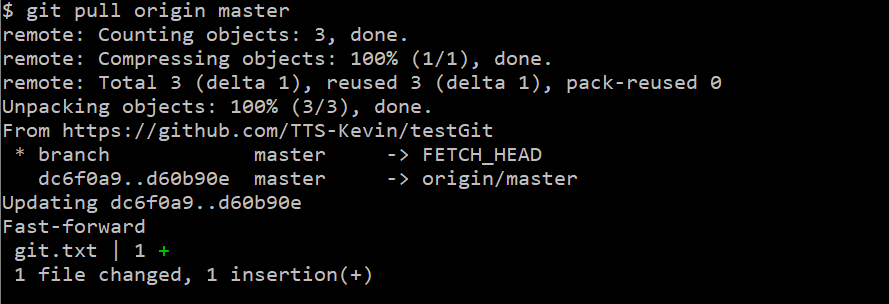 $ git pull origin master
remote: Counting objects: 3, done.
remote: Compressing objects: 100% (1/1), done.
remote: Total 3 (delta 1), reused 3 (delta 1), pack-reused 0
Unpacking objects: 100% (3/3), done.
From https://github.com/TTS-Kevin/testGit
 * branch            master     -> FETCH_HEAD
   dc6f0a9..d60b90e  master     -> origin/master
Updating dc6f0a9..d60b90e
Fast-forward
 git.txt | 1 +
 1 file changed, 1 insertion(+)